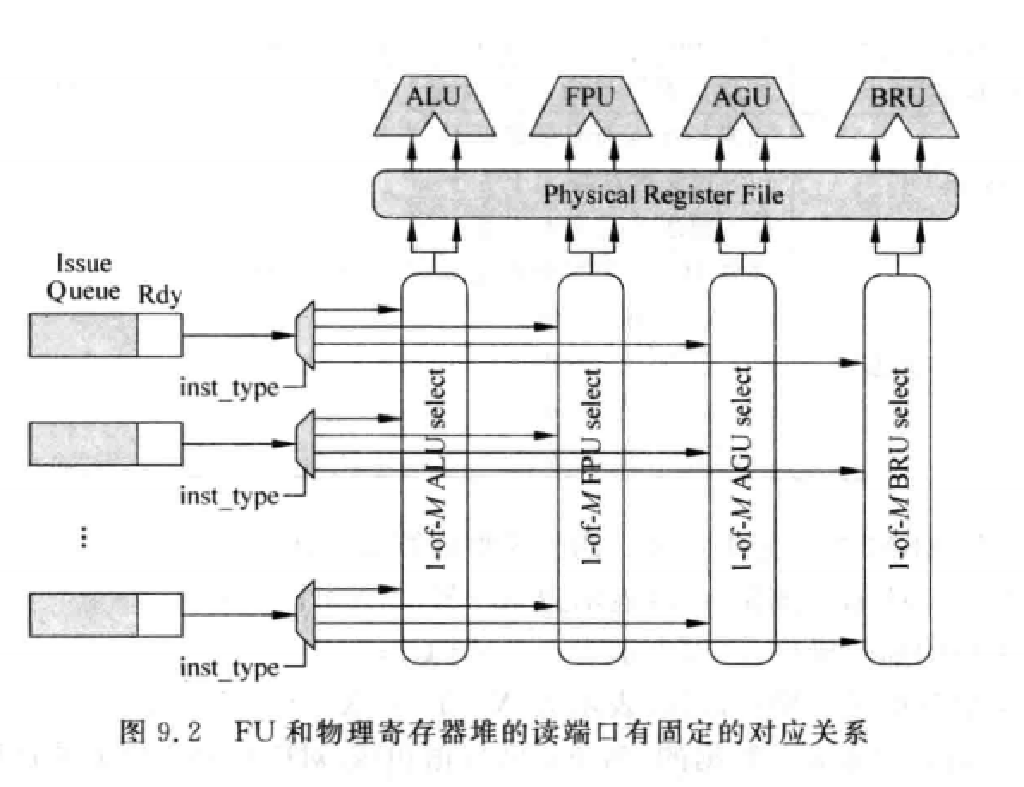 ALU FPU AGU BRU
Physical Register File
Issue
Queue Rdy
inst_type
inst_type
⋮
inst_type
1-of-M ALU select
1-of-M FPU select
1-of-M AGU select
1-of-M BRU select
图 9.2 FU 和物理寄存器堆的读端口有固定的对应关系